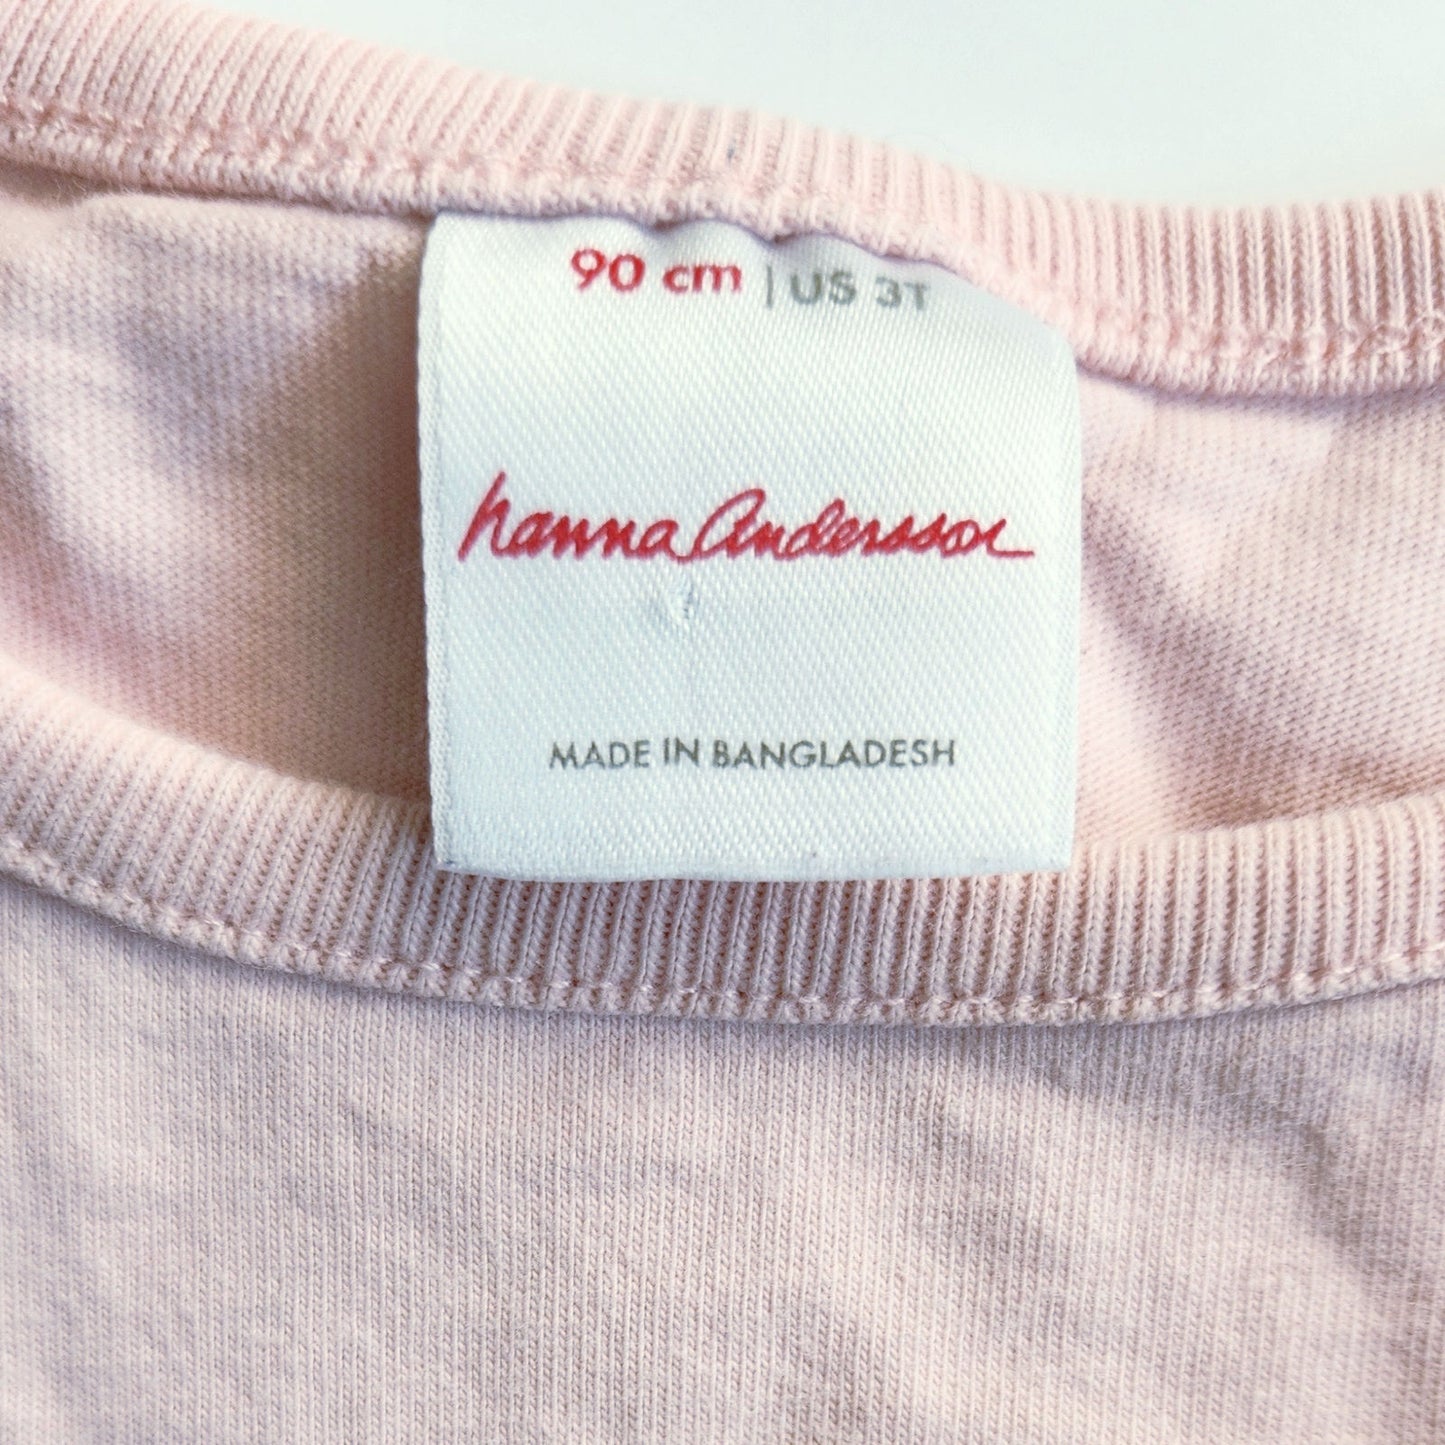 90 cm | US 3T
hanna Andersson
MADE IN BANGLADESH